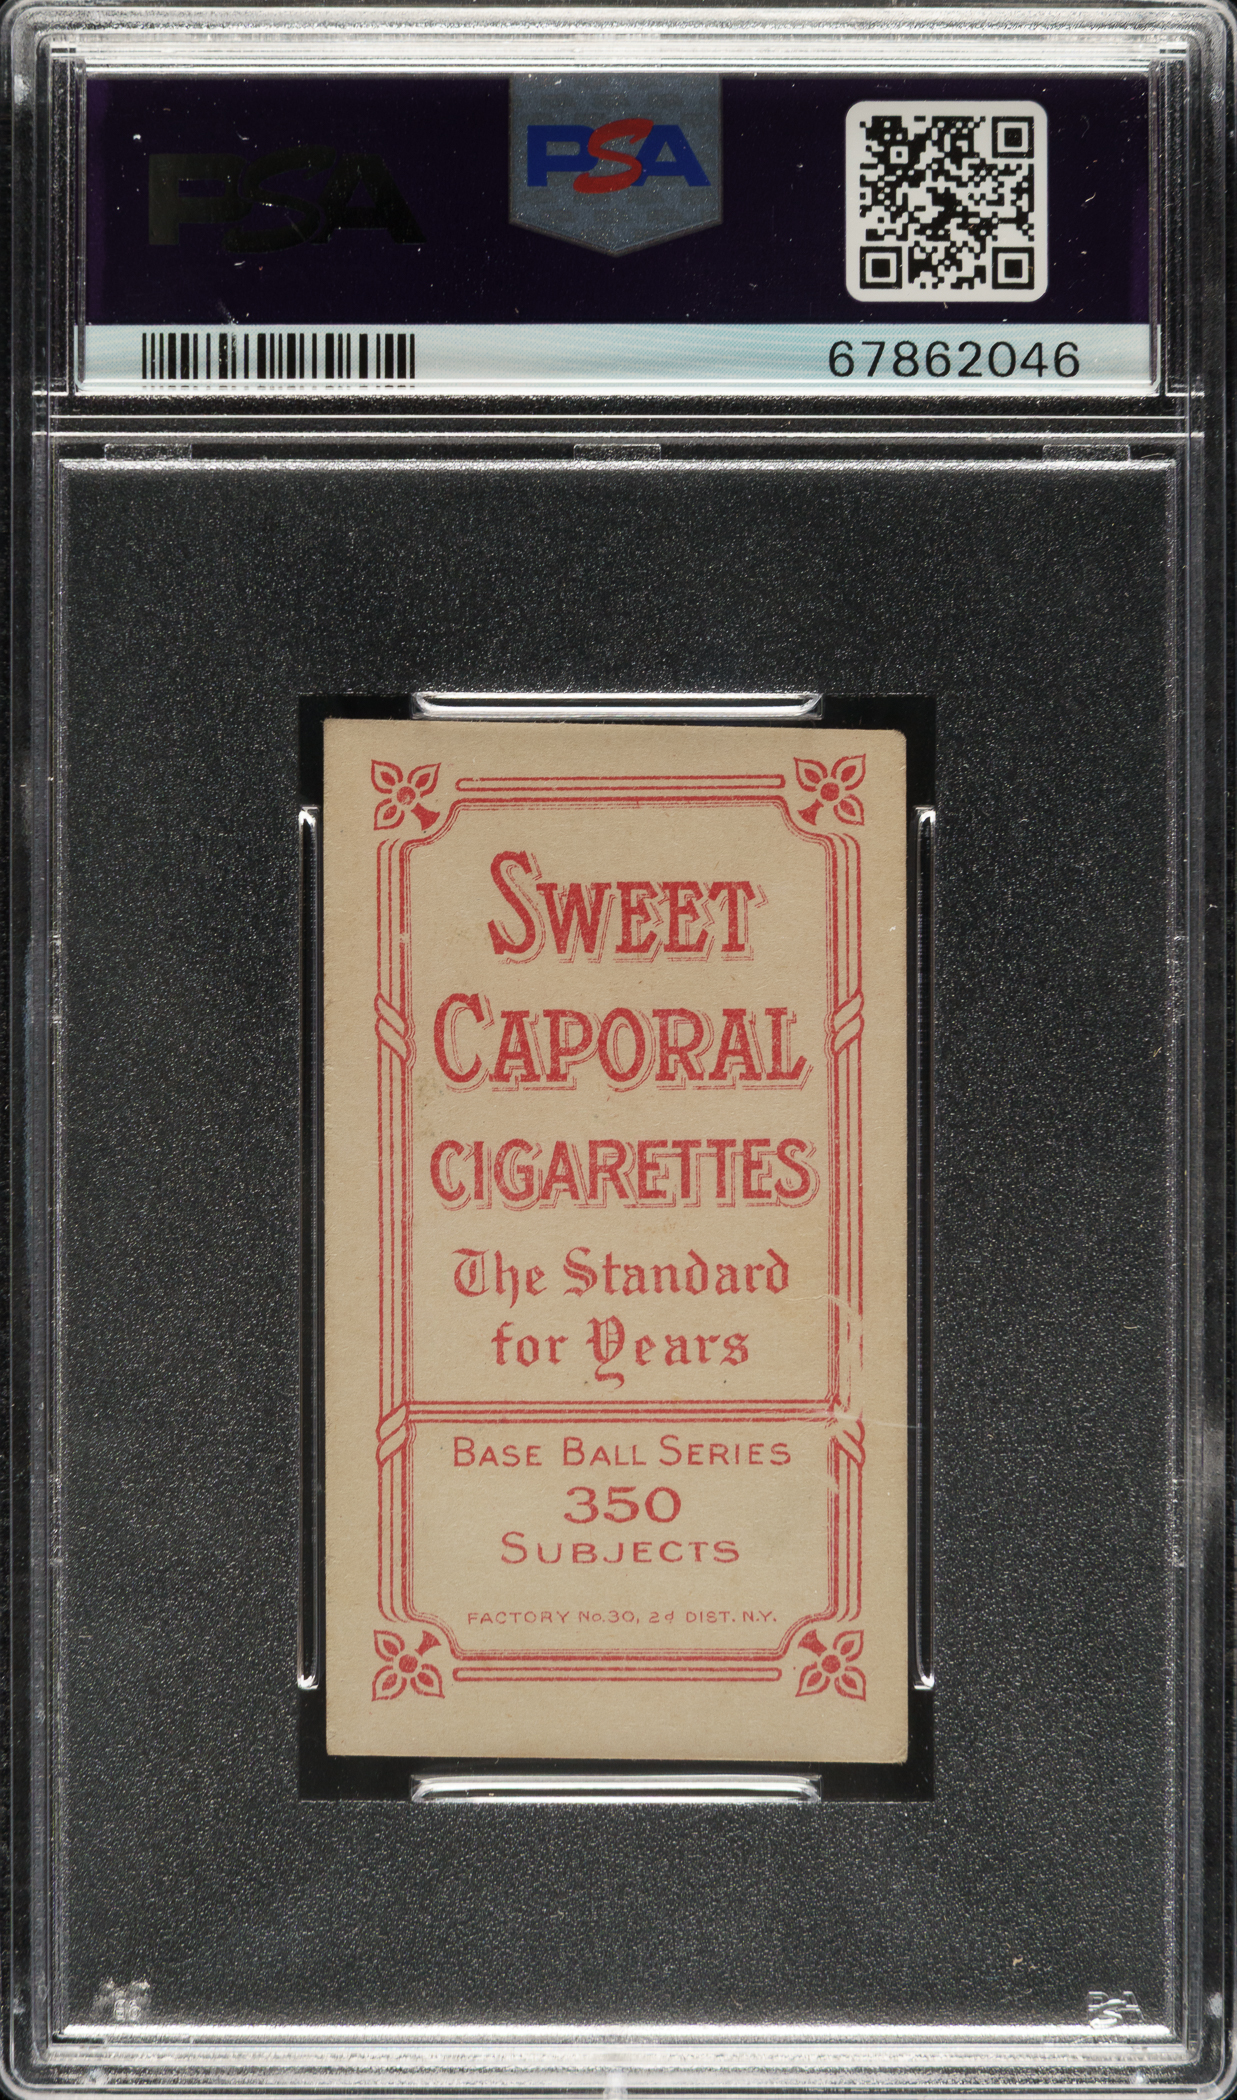 PSA
PSA
67862046
SWEET
CAPORAL
CIGARETTES
The Standard
for Years
BASE BALL SERIES
350
SUBJECTS
FACTORY No. 30, 2d DIST. N.Y.
PSA